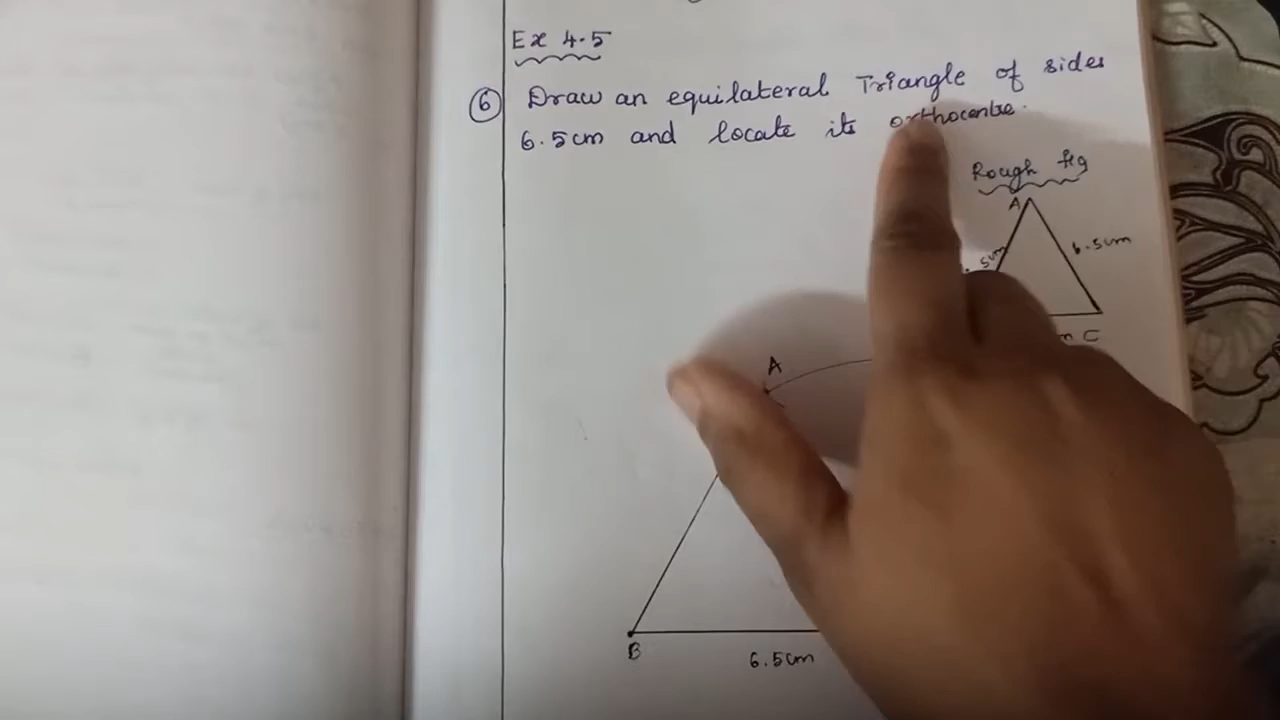 Ex 4.5
6 Draw an equilateral Triangle of sides
6.5cm and locate its orthocentre.
Rough fig
A
6.5cm
5cm
C
A
B
6.5cm